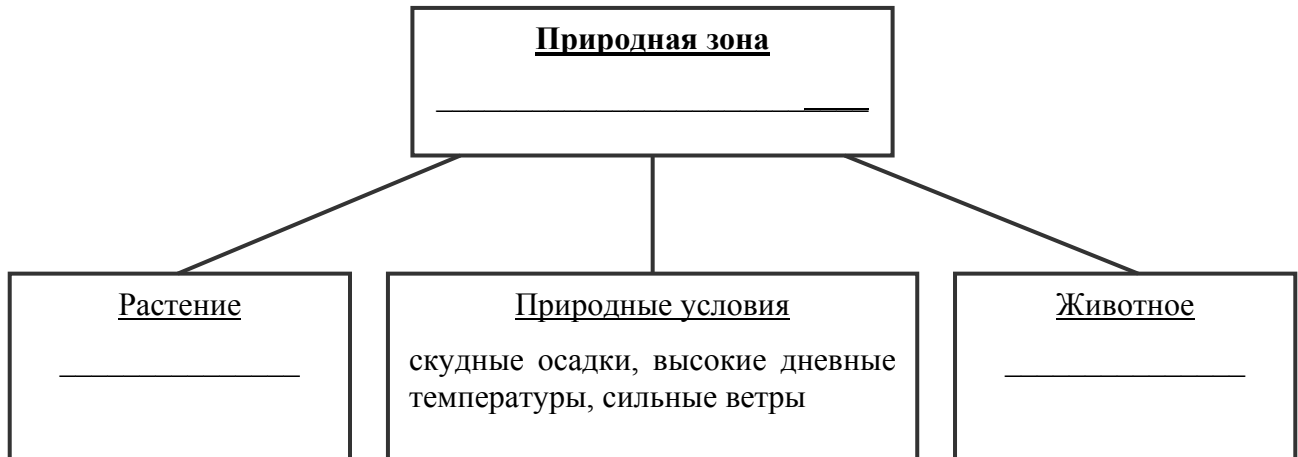 Природная зона
Растение
Природные условия
скудные осадки, высокие дневные
температуры, сильные ветры
Животное